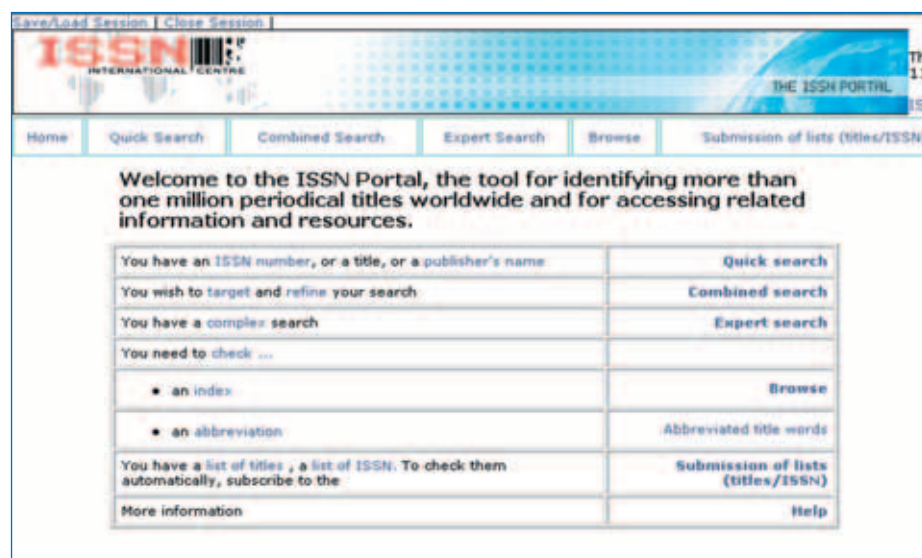 Save/Load Session | Close Session |
ISSN
INTERNATIONAL CENTRE
THE ISSN PORTAL
Home Quick Search Combined Search Expert Search Browse Submission of lists (titles/ISSN
Welcome to the ISSN Portal, the tool for identifying more than
one million periodical titles worldwide and for accessing related
information and resources.
You have an ISSN number, or a title, or a publisher's name Quick search
You wish to target and refine your search Combined search
You have a complex search Expert search
You need to check ...
• an index Browse
• an abbreviation Abbreviated title words
You have a list of titles , a list of ISSN. To check them
automatically, subscribe to the
Submission of lists
(titles/ISSN)
More information Help